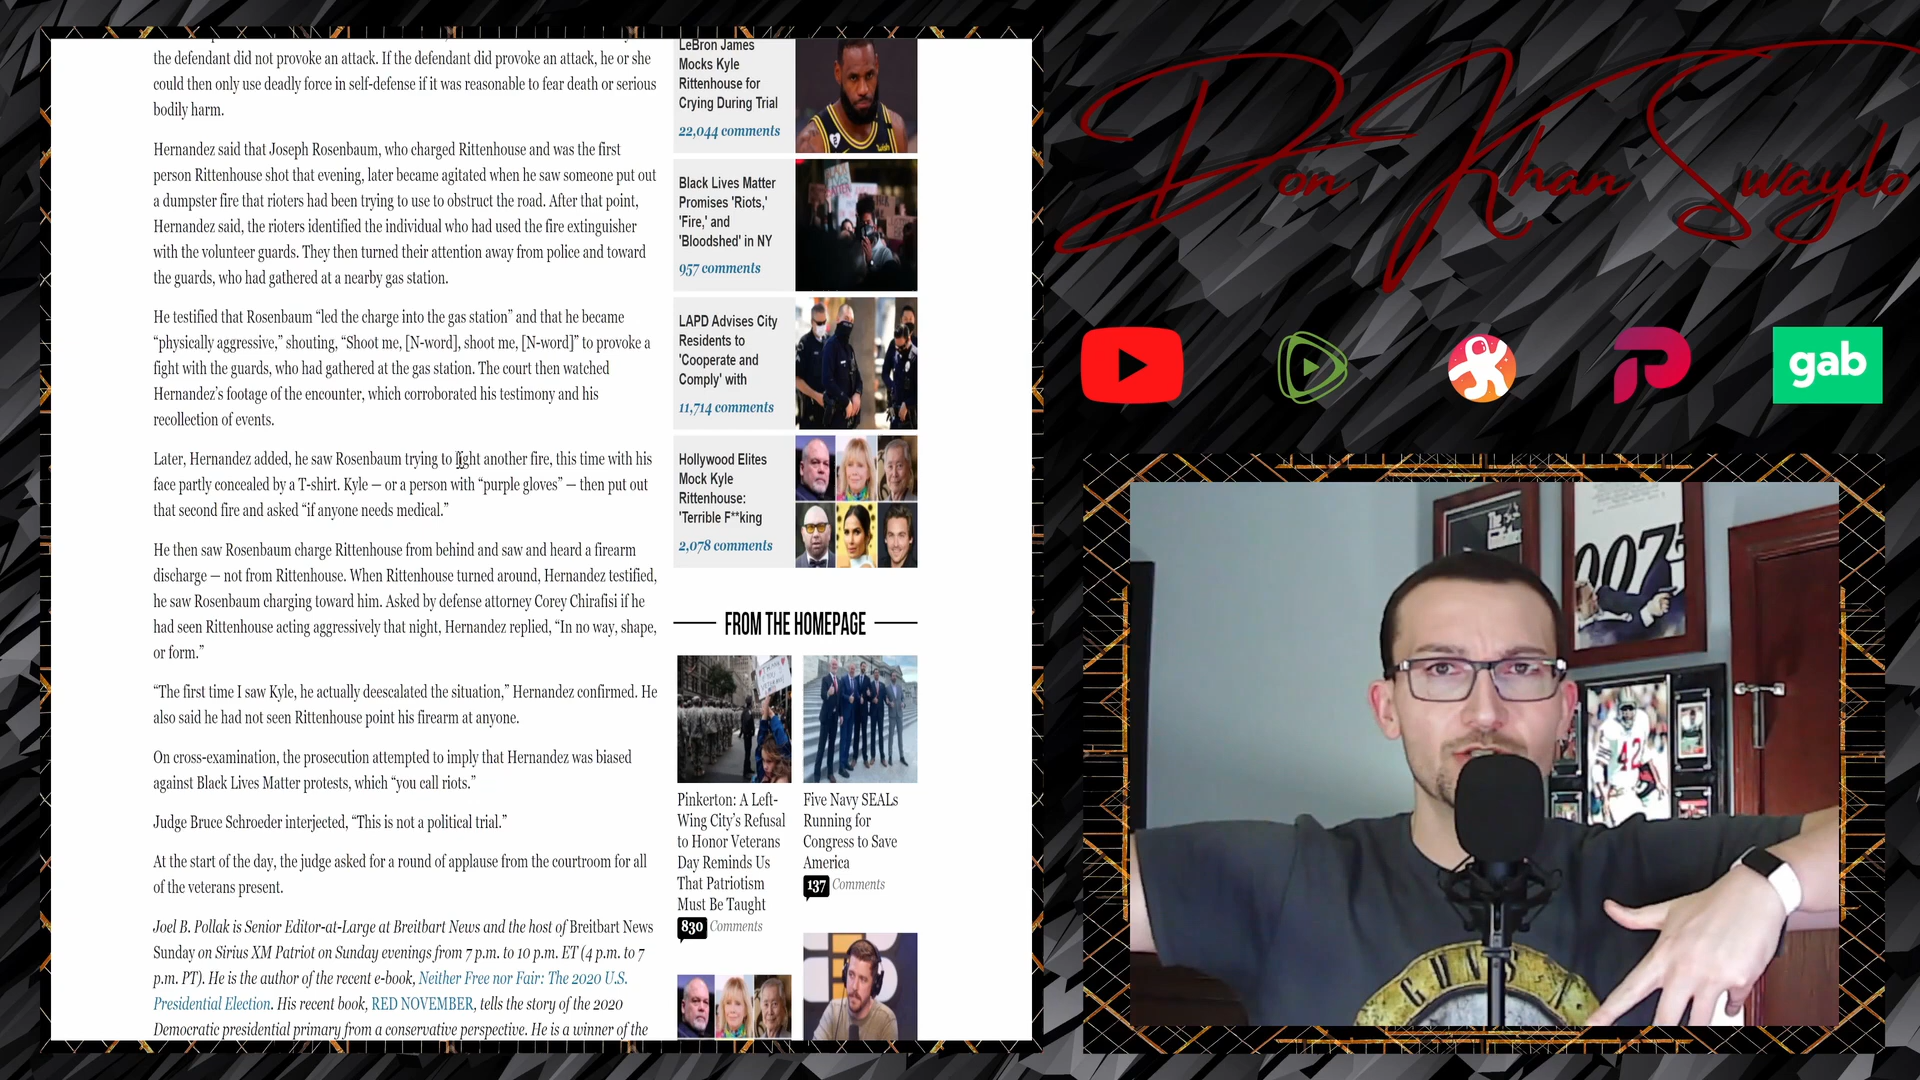 the defendant did not provoke an attack. If the defendant did provoke an attack, he or she
could then only use deadly force in self-defense if it was reasonable to fear death or serious
bodily harm.
Hernandez said that Joseph Rosenbaum, who charged Rittenhouse and was the first
person Rittenhouse shot that evening, later became agitated when he saw someone put out
a dumpster fire that rioters had been trying to use to obstruct the road. After that point,
Hernandez said, the rioters identified the individual who had used the fire extinguisher
with the volunteer guards. They then turned their attention away from police and toward
the guards, who had gathered at a nearby gas station.
He testified that Rosenbaum “led the charge into the gas station” and that he became
“physically aggressive,” shouting, “Shoot me, [N-word], shoot me, [N-word]” to provoke a
fight with the guards, who had gathered at the gas station. The court then watched
Hernandez’s footage of the encounter, which corroborated his testimony and his
recollection of events.
Later, Hernandez added, he saw Rosenbaum trying to light another fire, this time with his
face partly concealed by a T-shirt. Kyle — or a person with “purple gloves” — then put out
that second fire and asked “if anyone needs medical.”
He then saw Rosenbaum charge Rittenhouse from behind and saw and heard a firearm
discharge — not from Rittenhouse. When Rittenhouse turned around, Hernandez testified,
he saw Rosenbaum charging toward him. Asked by defense attorney Corey Chirafisi if he
had seen Rittenhouse acting aggressively that night, Hernandez replied, “In no way, shape,
or form.”
“The first time I saw Kyle, he actually deescalated the situation,” Hernandez confirmed. He
also said he had not seen Rittenhouse point his firearm at anyone.
On cross-examination, the prosecution attempted to imply that Hernandez was biased
against Black Lives Matter protests, which “you call riots.”
Judge Bruce Schroeder interjected, “This is not a political trial.”
At the start of the day, the judge asked for a round of applause from the courtroom for all
of the veterans present.
Joel B. Pollak is Senior Editor-at-Large at Breitbart News and the host of Breitbart News
Sunday on Sirius XM Patriot on Sunday evenings from 7 p.m. to 10 p.m. ET (4 p.m. to 7
p.m. PT). He is the author of the recent e-book, Neither Free nor Fair: The 2020 U.S.
Presidential Election. His recent book, RED NOVEMBER, tells the story of the 2020
Democratic presidential primary from a conservative perspective. He is a winner of the
LeBron James
Mocks Kyle
Rittenhouse for
Crying During Trial
22,044 comments
Black Lives Matter
Promises 'Riots,'
'Fire,' and
'Bloodshed' in NY
957 comments
LAPD Advises City
Residents to
'Cooperate and
Comply' with
11,714 comments
Hollywood Elites
Mock Kyle
Rittenhouse:
'Terrible F**king
2,078 comments
FROM THE HOMEPAGE
Pinkerton: A Left-
Wing City’s Refusal
to Honor Veterans
Day Reminds Us
That Patriotism
Must Be Taught
830 Comments
Five Navy SEALs
Running for
Congress to Save
America
137 Comments
Don Khan Swaylo
gab
007
42
GUNS